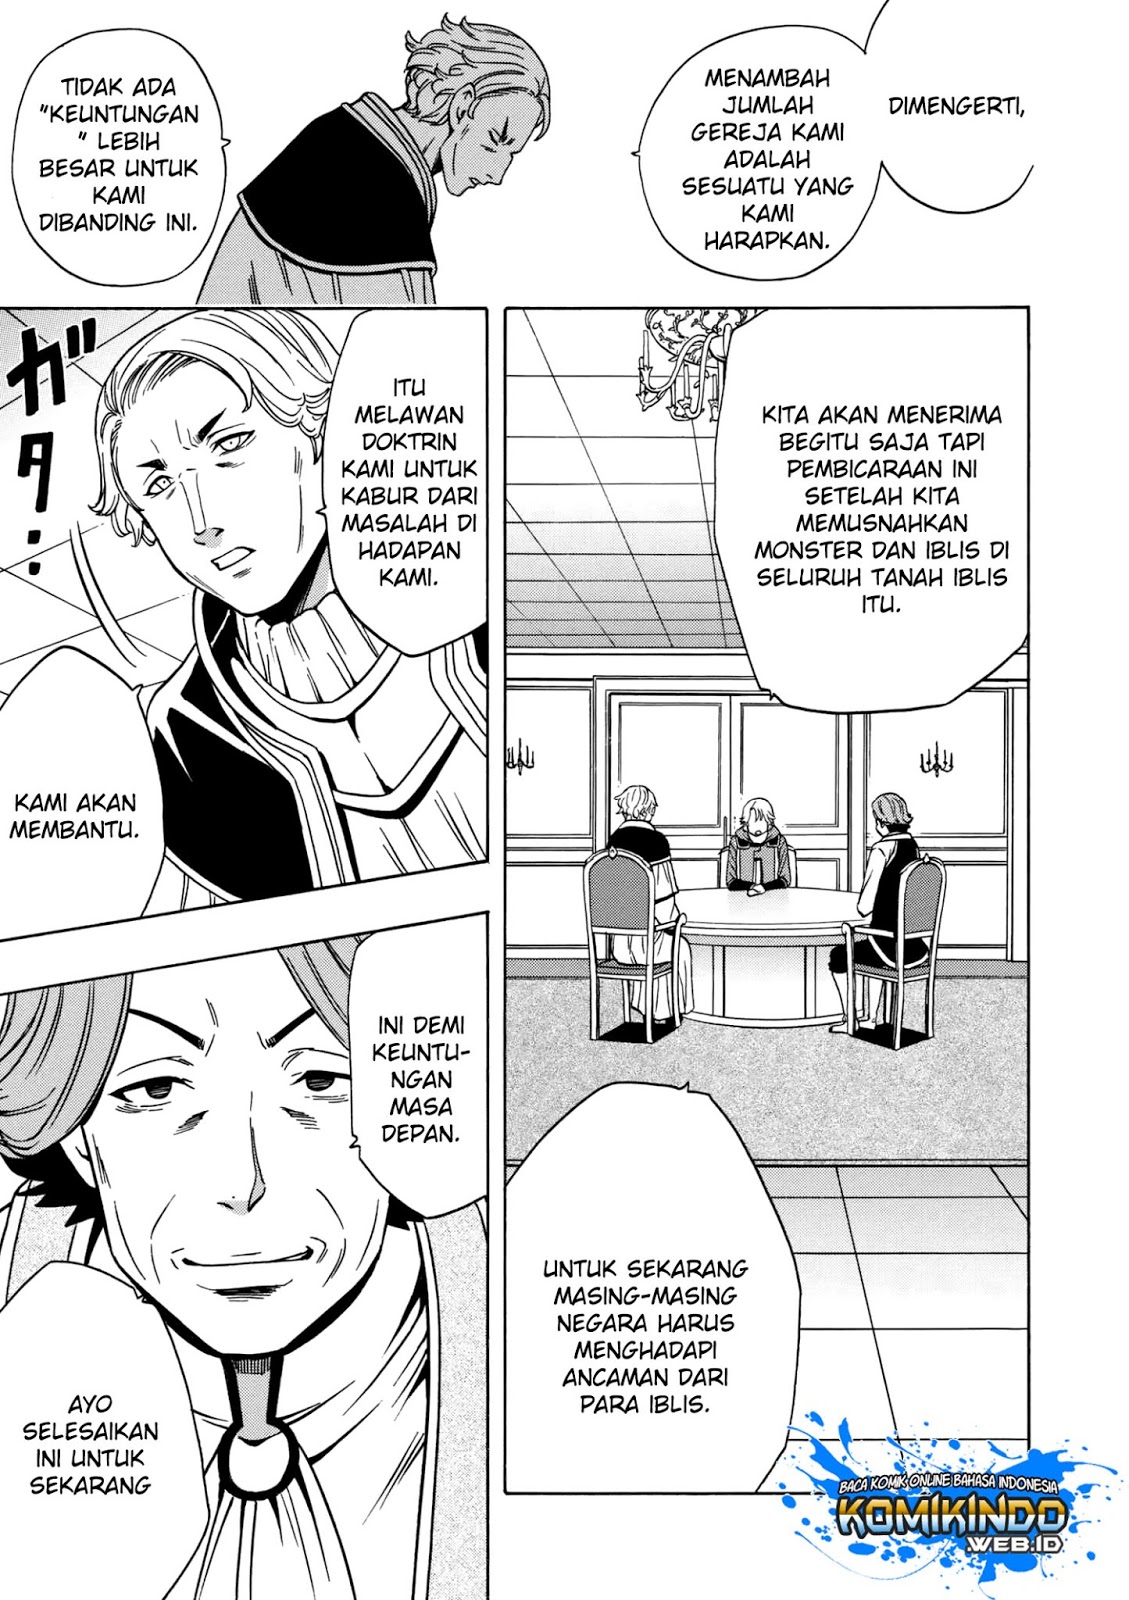 DIMENGERTI,
MENAMBAH
JUMLAH
GEREJA KAMI
ADALAH
SESUATU YANG
KAMI
HARAPKAN.
TIDAK ADA
"KEUNTUNGAN
" LEBIH
BESAR UNTUK
KAMI
DIBANDING INI.
KITA AKAN MENERIMA
BEGITU SAJA TAPI
PEMBICARAAN INI
SETELAH KITA
MEMUSNAHKAN
MONSTER DAN IBLIS DI
SELURUH TANAH IBLIS
ITU.
UNTUK SEKARANG
MASING-MASING
NEGARA HARUS
MENGHADAPI
ANCAMAN DARI
PARA IBLIS.
ITU
MELAWAN
DOKTRIN
KAMI UNTUK
KABUR DARI
MASALAH DI
HADAPAN
KAMI.
ガタ..
KAMI AKAN
MEMBANTU.
INI DEMI
KEUNTU-
NGAN
MASA
DEPAN.
AYO
SELESAIKAN
INI UNTUK
SEKARANG
BACA KOMIK ONLINE BAHASA INDONESIA
KOMIKINDO
.WEB.ID